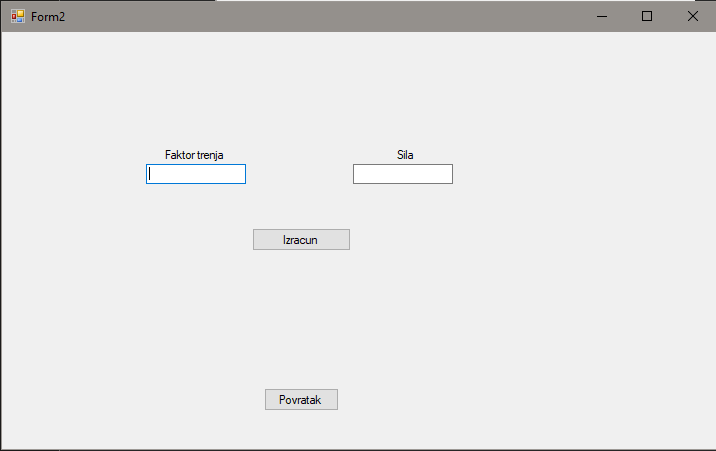 Form2
Faktor trenja
Sila
Izracun
Povratak